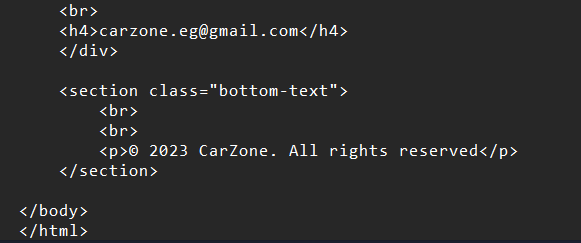 <br>
<h4>carzone.eg@gmail.com</h4>
</div>
<section class="bottom-text">
<br>
<br>
<p>© 2023 CarZone. All rights reserved</p>
</section>
</body>
</html>